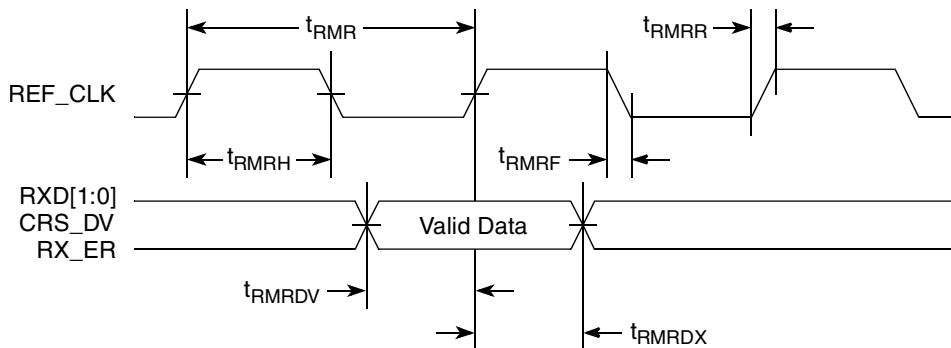 tRMR
tRMRR
REF_CLK
tRMRH
tRMRF
RXD[1:0]
CRS_DV
RX_ER
Valid Data
tRMRDV
tRMRDX